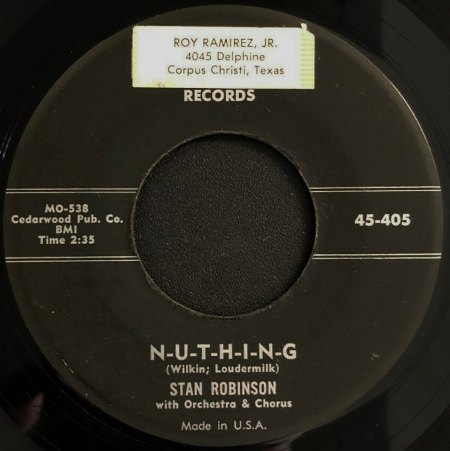 ROY RAMIREZ, JR.
4045 Delphine
Corpus Christi, Texas
RECORDS
MO-538
Cedarwood Pub. Co.
BMI
Time 2:35
45-405
N-U-T-H-I-N-G
(Wilkin; Loudermilk)
STAN ROBINSON
with Orchestra & Chorus
Made in U.S.A.